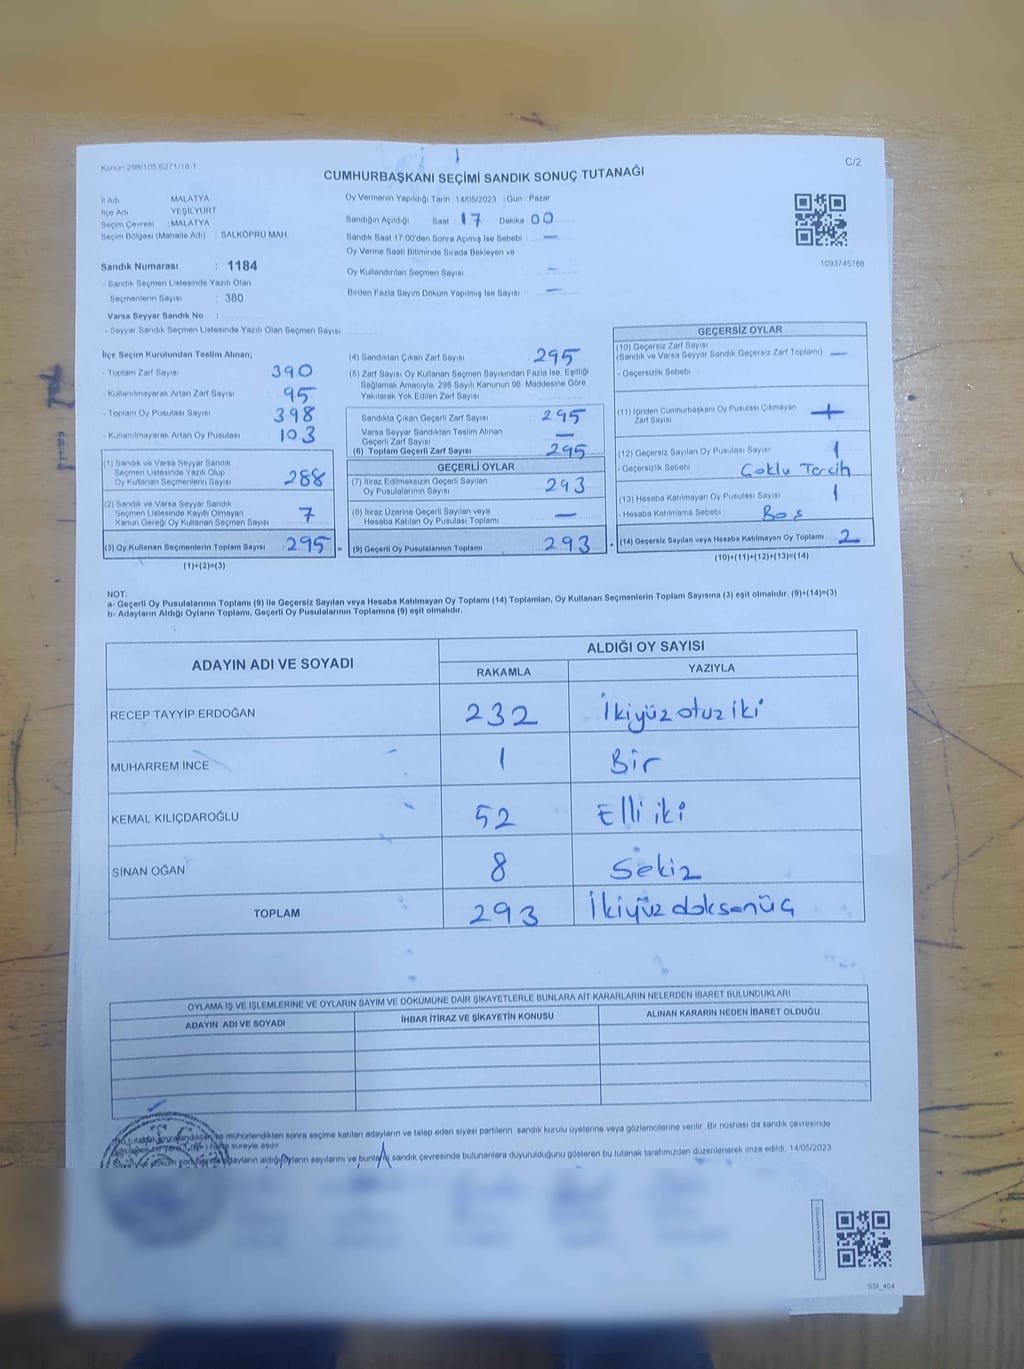 Kanun 298/105,6271/18-1
C/2
CUMHURBAŞKANI SEÇİMİ SANDIK SONUÇ TUTANAĞI
İl Adı MALATYA
İlçe Adı YEŞİLYURT
Seçim Çevresi : MALATYA
Seçim Bölgesi (Mahalle Adı) : SALKÖPRÜ MAH.
Sandık Numarası : 1184
- Sandık Seçmen Listesinde Yazılı Olan
Seçmenlerin Sayısı : 380
Varsa Seyyar Sandık No :
- Seyyar Sandık Seçmen Listesinde Yazılı Olan Seçmen Sayısı
Oy Vermenin Yapıldığı Tarih : 14/05/2023 Gün : Pazar
Sandığın Açıldığı Saat 17 Dakika 00
Sandık Saat 17.00'den Sonra Açımış İse Sebebi : —
Oy Verme Saati Bitiminde Sırada Bekleyen ve
Oy Kullandırılan Seçmen Sayısı : —
Birden Fazla Sayım Döküm Yapılmış İse Sayısı : —
1093745788
İlçe Seçim Kurulundan Teslim Alınan;
- Toplam Zarf Sayısı 390
- Kullanılmayarak Artan Zarf Sayısı 95
- Toplam Oy Pusulası Sayısı 398
- Kullanılmayarak Artan Oy Pusulası 103
(1) Sandık ve Varsa Seyyar Sandık
Seçmen Listesinde Yazılı Olup
Oy Kullanan Seçmenlerin Sayısı 288
(2) Sandık ve Varsa Seyyar Sandık
Seçmen Listesinde Kayıtlı Olmayan
Kanun Gereği Oy Kullanan Seçmen Sayısı 7
(3) Oy Kullanan Seçmenlerin Toplam Sayısı 295 =
(1)+(2)=(3)
(4) Sandıktan Çıkan Zarf Sayısı 295
(5) Zarf Sayısı Oy Kullanan Seçmen Sayısından Fazla İse, Eşitliği
Sağlamak Amacıyla, 298 Sayılı Kanunun 98. Maddesine Göre
Yakılarak Yok Edilen Zarf Sayısı
Sandıkta Çıkan Geçerli Zarf Sayısı 295
Varsa Seyyar Sandıktan Teslim Alınan
Geçerli Zarf Sayısı —
(6) Toplam Geçerli Zarf Sayısı 295
GEÇERLİ OYLAR
(7) İtiraz Edilmeksizin Geçerli Sayılan
Oy Pusulalarının Sayısı 293
(8) İtiraz Üzerine Geçerli Sayılan veya
Hesaba Katılan Oy Pusulası Toplamı —
(9) Geçerli Oy Pusulalarının Toplamı 293 +
GEÇERSİZ OYLAR
(10) Geçersiz Zarf Sayısı
(Sandık ve Varsa Seyyar Sandık Geçersiz Zarf Toplamı) —
- Geçersizlik Sebebi :
(11) İçinden Cumhurbaşkanı Oy Pusulası Çıkmayan
Zarf Sayısı
(12) Geçersiz Sayılan Oy Pusulası Sayısı 1
- Geçersizlik Sebebi : Çoklu Tercih
(13) Hesaba Katılmayan Oy Pusulası Sayısı 1
- Hesaba Katılmama Sebebi : Boş
(14) Geçersiz Sayılan veya Hesaba Katılmayan Oy Toplamı 2
(10)+(11)+(12)+(13)=(14)
NOT:
a- Geçerli Oy Pusulalarının Toplamı (9) ile Geçersiz Sayılan veya Hesaba Katılmayan Oy Toplamı (14) Toplamları, Oy Kullanan Seçmenlerin Toplam Sayısına (3) eşit olmalıdır. (9)+(14)=(3)
b- Adayların Aldığı Oyların Toplamı, Geçerli Oy Pusulalarının Toplamına (9) eşit olmalıdır.
ADAYIN ADI VE SOYADI ALDIĞI OY SAYISI
RAKAMLA YAZIYLA
RECEP TAYYİP ERDOĞAN 232 İkiyüz otuz iki
MUHARREM İNCE 1 Bir
KEMAL KILIÇDAROĞLU 52 Elli iki
SİNAN OĞAN 8 Sekiz
TOPLAM 293 İkiyüz doksanüç
OYLAMA İŞ VE İŞLEMLERİNE VE OYLARIN SAYIM VE DÖKÜMÜNE DAİR ŞİKAYETLERLE BUNLARA AİT KARARLARIN NELERDEN İBARET BULUNDUKLARI
ADAYIN ADI VE SOYADI İHBAR İTİRAZ VE ŞİKAYETİN KONUSU ALINAN KARARIN NEDEN İBARET OLDUĞU
mühürlendikten sonra seçime katılan adayların ve talep eden siyasi partilerin sandık kurulu üyelerine veya gözlemcilerine verilir. Bir nüshası da sandık çevresinde
süreyle asılır.
adayların aldığı oyların sayılarını ve bunların sandık çevresinde bulunanlara duyurulduğunu gösteren bu tutanak tarafımızdan düzenlenerek imza edildi. 14/05/2023
SSI_404